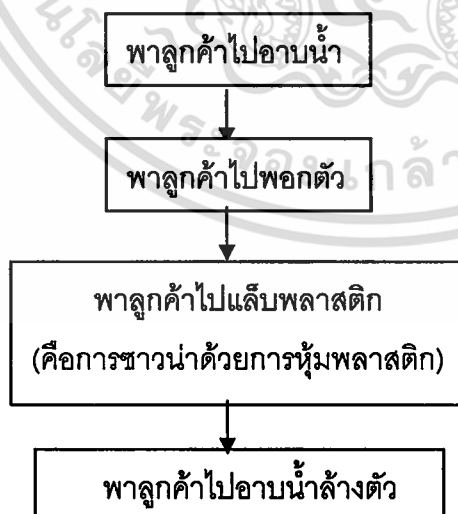 พาลูกค้าไปอาบน้ำ
พาลูกค้าไปพอกตัว
พาลูกค้าไปแล็บพลาสติก
(คือการซาวน่าด้วยการหุ้มพลาสติก)
พาลูกค้าไปอาบน้ำล้างตัว